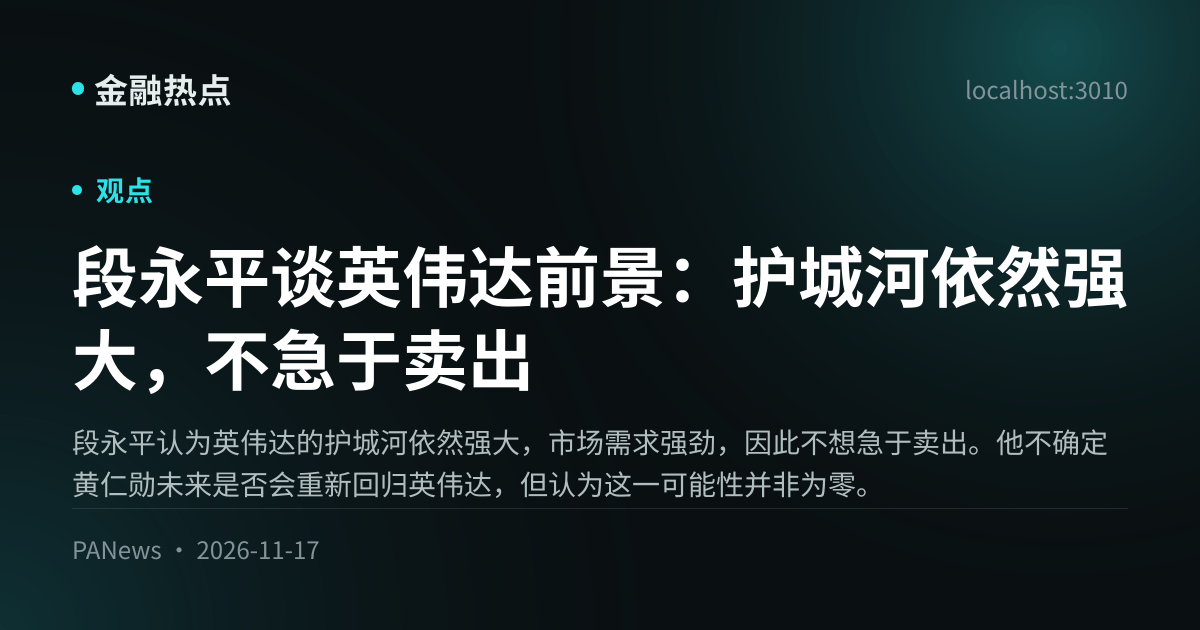 金融热点
localhost:3010
观点
段永平谈英伟达前景：护城河依然强
大，不急于卖出
段永平认为英伟达的护城河依然强大，市场需求强劲，因此不想急于卖出。他不确定
黄仁勋未来是否会重新回归英伟达，但认为这一可能性并非为零。
PANews • 2026-11-17